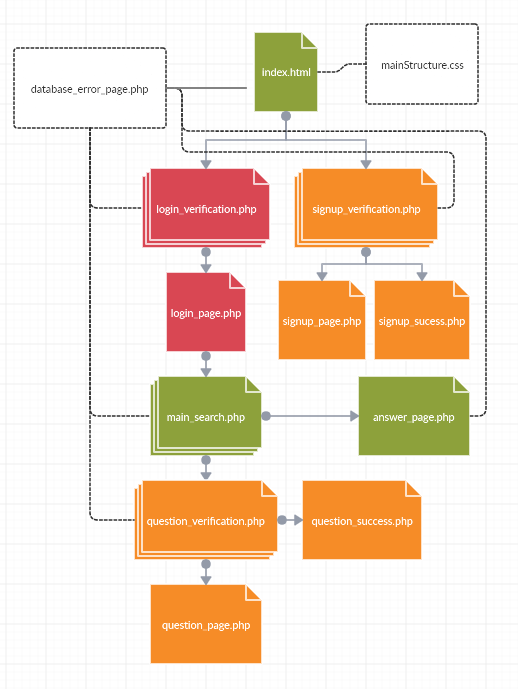 index.html
mainStructure.css
database_error_page.php
login_verification.php
signup_verification.php
login_page.php
signup_page.php
signup_sucess.php
main_search.php
answer_page.php
question_verification.php
question_success.php
question_page.php